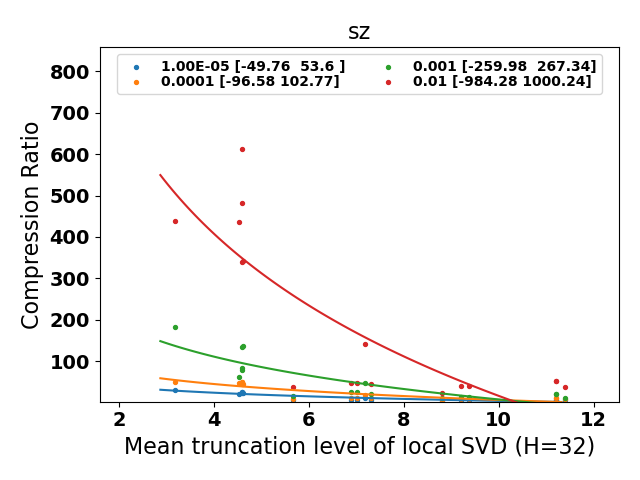 sz
1.00E-05 [-49.76 53.6 ]
0.0001 [-96.58 102.77]
0.001 [-259.98 267.34]
0.01 [-984.28 1000.24]
Compression Ratio
800
700
600
500
400
300
200
100
2 4 6 8 10 12
Mean truncation level of local SVD (H=32)